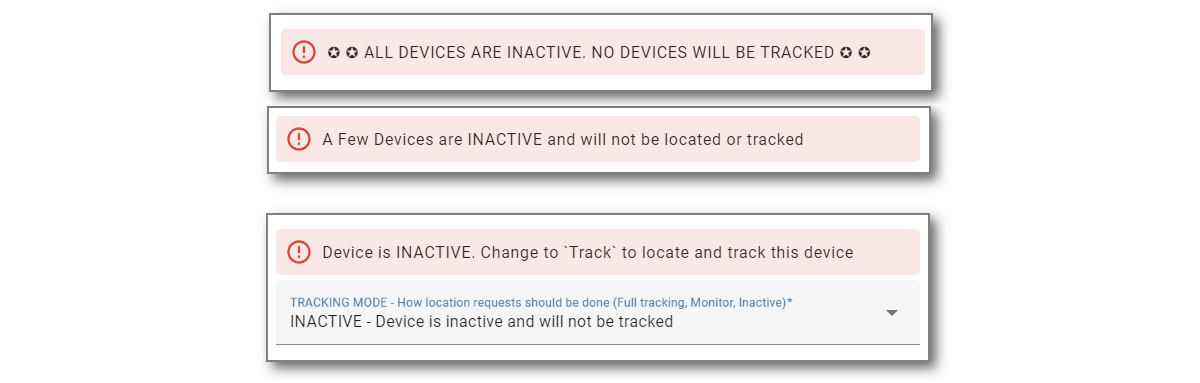 ✪ ✪ ALL DEVICES ARE INACTIVE. NO DEVICES WILL BE TRACKED ✪ ✪
A Few Devices are INACTIVE and will not be located or tracked
Device is INACTIVE. Change to `Track` to locate and track this device
TRACKING MODE - How location requests should be done (Full tracking, Monitor, Inactive)*
INACTIVE - Device is inactive and will not be tracked